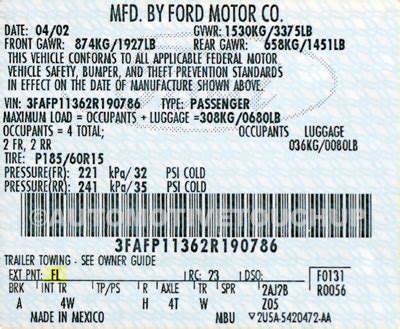 MFD. BY FORD MOTOR CO.
DATE: 04/02 GVWR: 1530KG/3375LB
FRONT GAWR: 874KG/1927LB REAR GAWR: 658KG/1451LB
THIS VEHICLE CONFORMS TO ALL APPLICABLE FEDERAL MOTOR
VEHICLE SAFETY, BUMPER, AND THEFT PREVENTION STANDARDS
IN EFFECT ON THE DATE OF MANUFACTURE SHOWN ABOVE.
VIN: 3FAFP11362R190786 TYPE: PASSENGER
MAXIMUM LOAD = OCCUPANTS + LUGGAGE =308KG/0680LB
OCCUPANTS = 4 TOTAL; OCCUPANTS LUGGAGE
2 FR, 2 RR 036KG/0080LB
TIRE: P185/60R15
PRESSURE(FR): 221 kPa/ 32 PSI COLD
PRESSURE(RR): 241 kPa/ 35 PSI COLD
©AUTOMOTIVETOUCHUP
3FAFP11362R190786
TRAILER TOWING - SEE OWNER GUIDE
EXT PNT: FI RC: 23 DSO: F0131
BRK INT TR TP/PS R AXLE TR SPR R0056
A 4W H 4T W 2AJ2B Z05
MADE IN MEXICO MBU V2U5A-5420472-AA